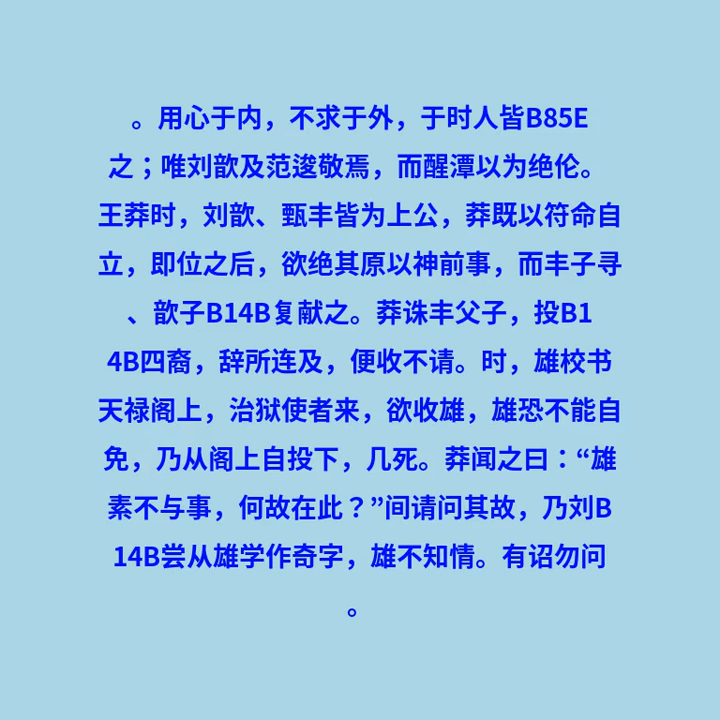 。用心于内，不求于外，于时人皆B85E
之；唯刘歆及范逡敬焉，而醒潭以为绝伦。
王莽时，刘歆、甄丰皆为上公，莽既以符命自
立，即位之后，欲绝其原以神前事，而丰子寻
、歆子B14B复献之。莽诛丰父子，投B1
4B四裔，辞所连及，便收不请。时，雄校书
天禄阁上，治狱使者来，欲收雄，雄恐不能自
免，乃从阁上自投下，几死。莽闻之曰：“雄
素不与事，何故在此？”间请问其故，乃刘B
14B尝从雄学作奇字，雄不知情。有诏勿问
。